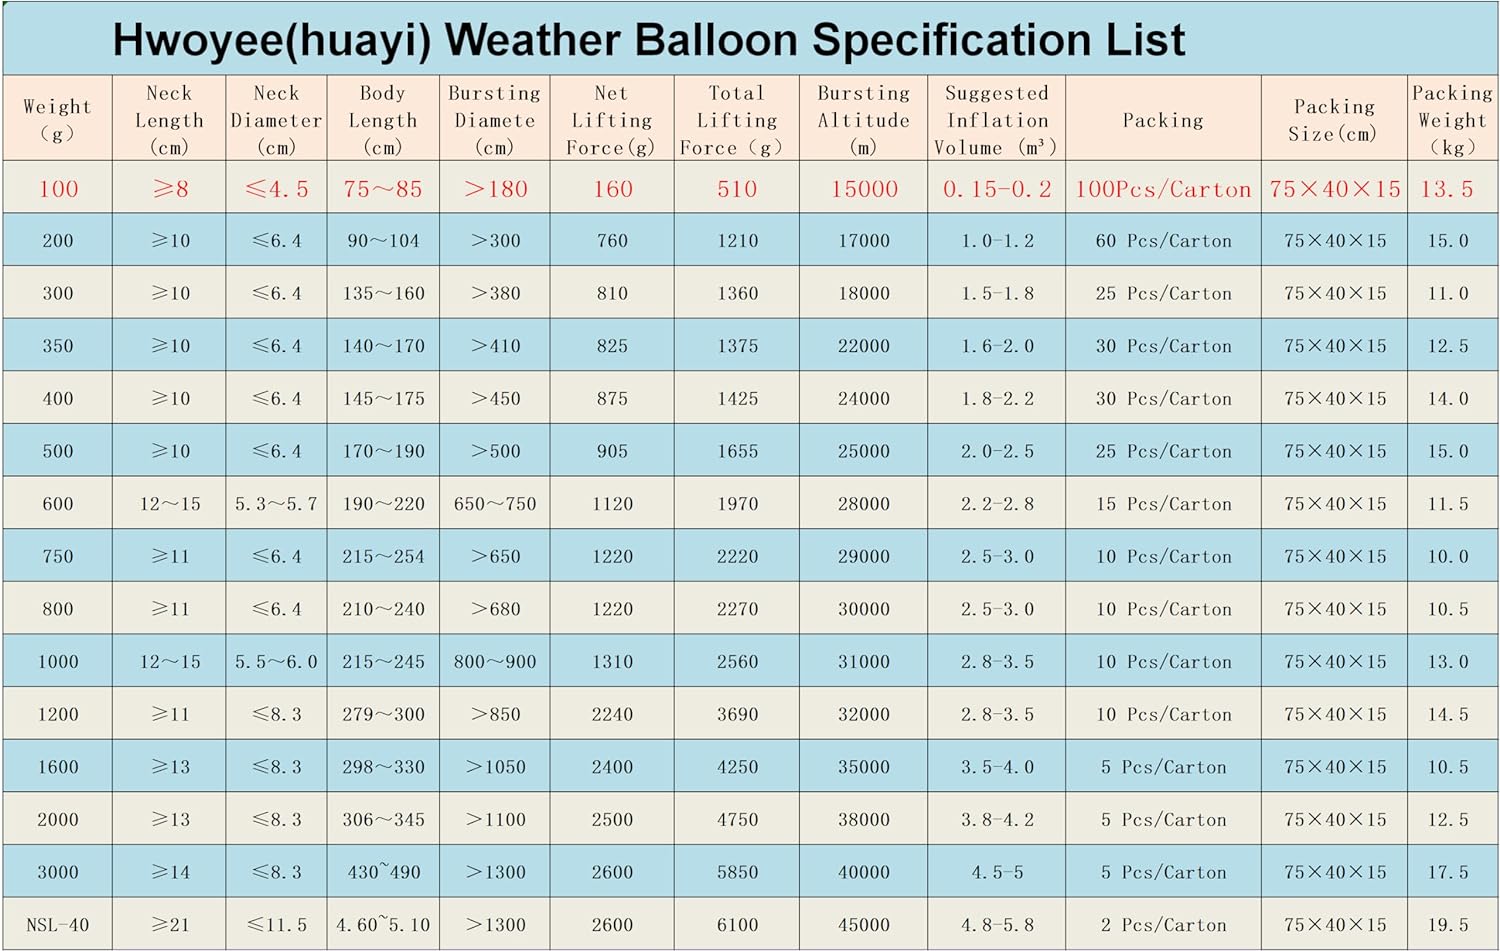 Hwoyee(huayi) Weather Balloon Specification List
Weight (g) Neck Length (cm) Neck Diameter (cm) Body Length (cm) Bursting Diamete (cm) Net Lifting Force(g) Total Lifting Force (g) Bursting Altitude (m) Suggested Inflation Volume (m³) Packing Packing Size(cm) Packing Weight (kg)
100 ≥8 ≤4.5 75～85 >180 160 510 15000 0.15-0.2 100Pcs/Carton 75×40×15 13.5
200 ≥10 ≤6.4 90～104 >300 760 1210 17000 1.0-1.2 60 Pcs/Carton 75×40×15 15.0
300 ≥10 ≤6.4 135～160 >380 810 1360 18000 1.5-1.8 25 Pcs/Carton 75×40×15 11.0
350 ≥10 ≤6.4 140～170 >410 825 1375 22000 1.6-2.0 30 Pcs/Carton 75×40×15 12.5
400 ≥10 ≤6.4 145～175 >450 875 1425 24000 1.8-2.2 30 Pcs/Carton 75×40×15 14.0
500 ≥10 ≤6.4 170～190 >500 905 1655 25000 2.0-2.5 25 Pcs/Carton 75×40×15 15.0
600 12～15 5.3～5.7 190～220 650～750 1120 1970 28000 2.2-2.8 15 Pcs/Carton 75×40×15 11.5
750 ≥11 ≤6.4 215～254 >650 1220 2220 29000 2.5-3.0 10 Pcs/Carton 75×40×15 10.0
800 ≥11 ≤6.4 210～240 >680 1220 2270 30000 2.5-3.0 10 Pcs/Carton 75×40×15 10.5
1000 12～15 5.5～6.0 215～245 800～900 1310 2560 31000 2.8-3.5 10 Pcs/Carton 75×40×15 13.0
1200 ≥11 ≤8.3 279～300 >850 2240 3690 32000 2.8-3.5 10 Pcs/Carton 75×40×15 14.5
1600 ≥13 ≤8.3 298～330 >1050 2400 4250 35000 3.5-4.0 5 Pcs/Carton 75×40×15 10.5
2000 ≥13 ≤8.3 306～345 >1100 2500 4750 38000 3.8-4.2 5 Pcs/Carton 75×40×15 12.5
3000 ≥14 ≤8.3 430~490 >1300 2600 5850 40000 4.5-5 5 Pcs/Carton 75×40×15 17.5
NSL-40 ≥21 ≤11.5 4.60~5.10 >1300 2600 6100 45000 4.8-5.8 2 Pcs/Carton 75×40×15 19.5